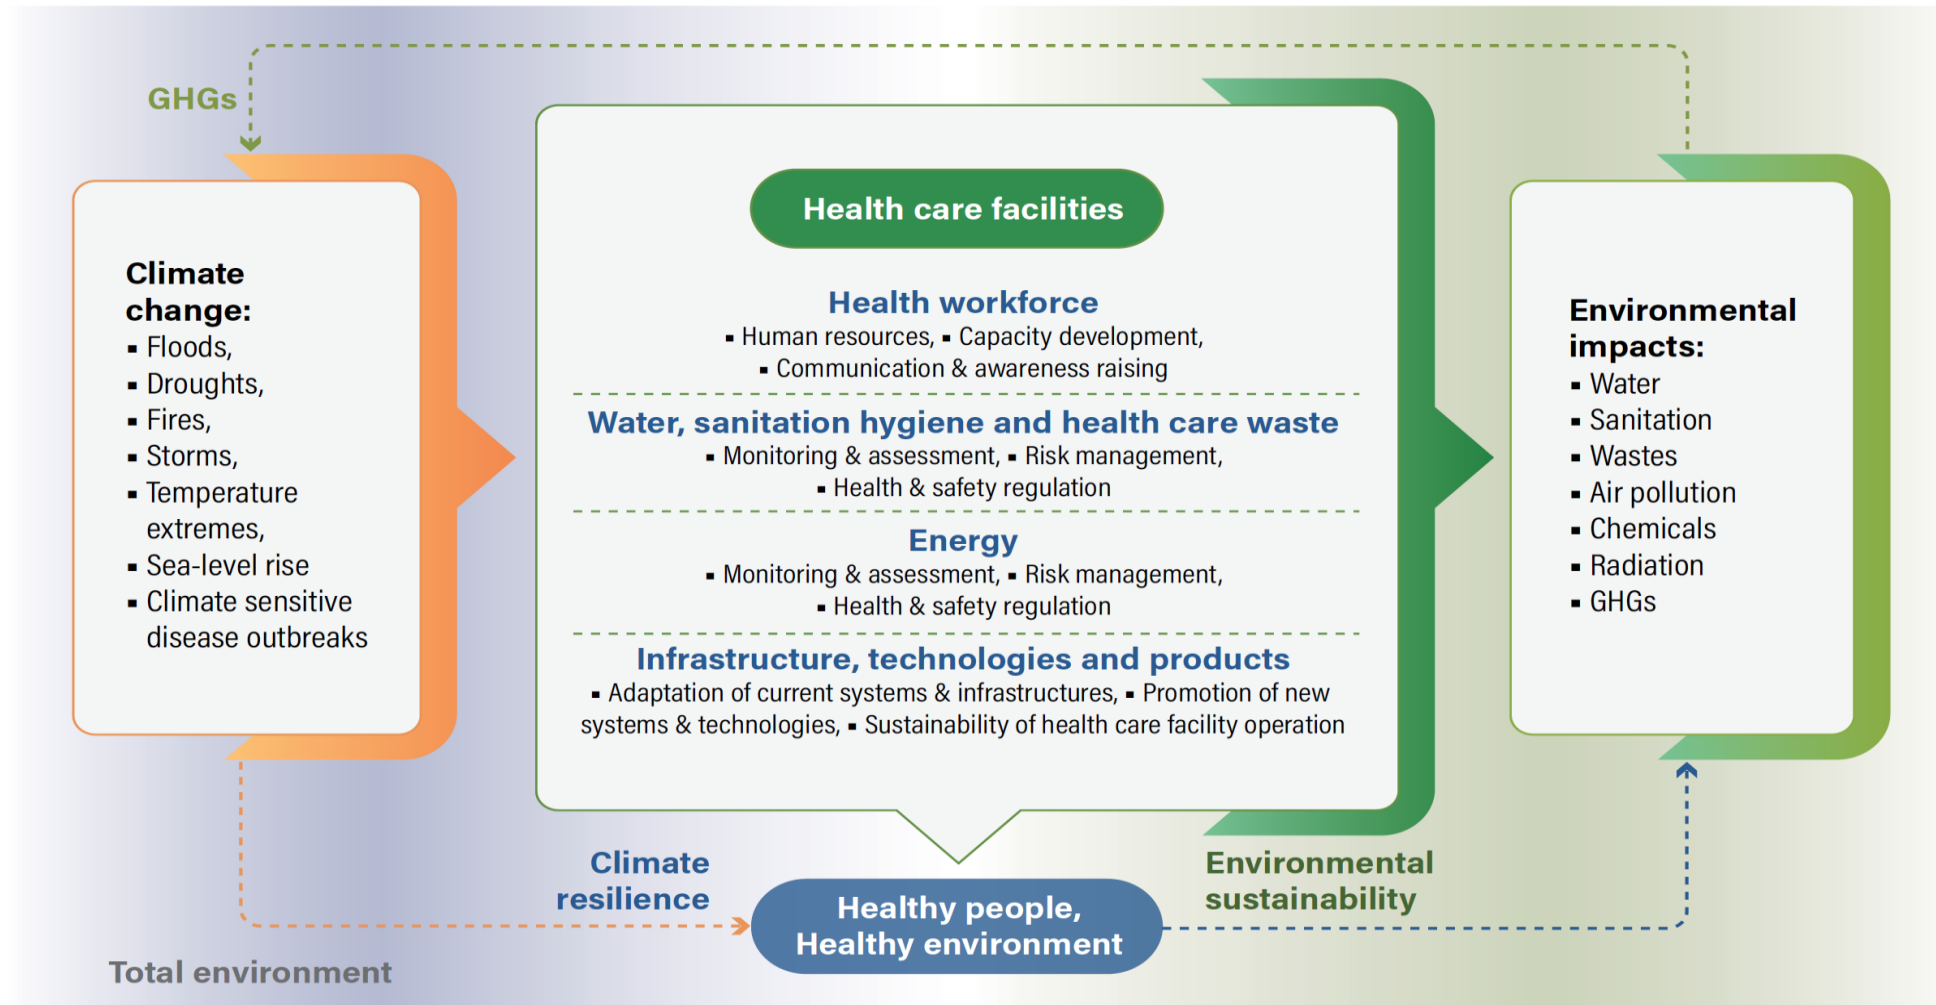 GHGs
Climate
change:
▪ Floods,
▪ Droughts,
▪ Fires,
▪ Storms,
▪ Temperature
extremes,
▪ Sea-level rise
▪ Climate sensitive
disease outbreaks
Health care facilities
Health workforce
▪ Human resources, ▪ Capacity development,
▪ Communication & awareness raising
Water, sanitation hygiene and health care waste
▪ Monitoring & assessment, ▪ Risk management,
▪ Health & safety regulation
Energy
▪ Monitoring & assessment, ▪ Risk management,
▪ Health & safety regulation
Infrastructure, technologies and products
▪ Adaptation of current systems & infrastructures, ▪ Promotion of new
systems & technologies, ▪ Sustainability of health care facility operation
Environmental
impacts:
▪ Water
▪ Sanitation
▪ Wastes
▪ Air pollution
▪ Chemicals
▪ Radiation
▪ GHGs
Climate
resilience
Healthy people,
Healthy environment
Environmental
sustainability
Total environment